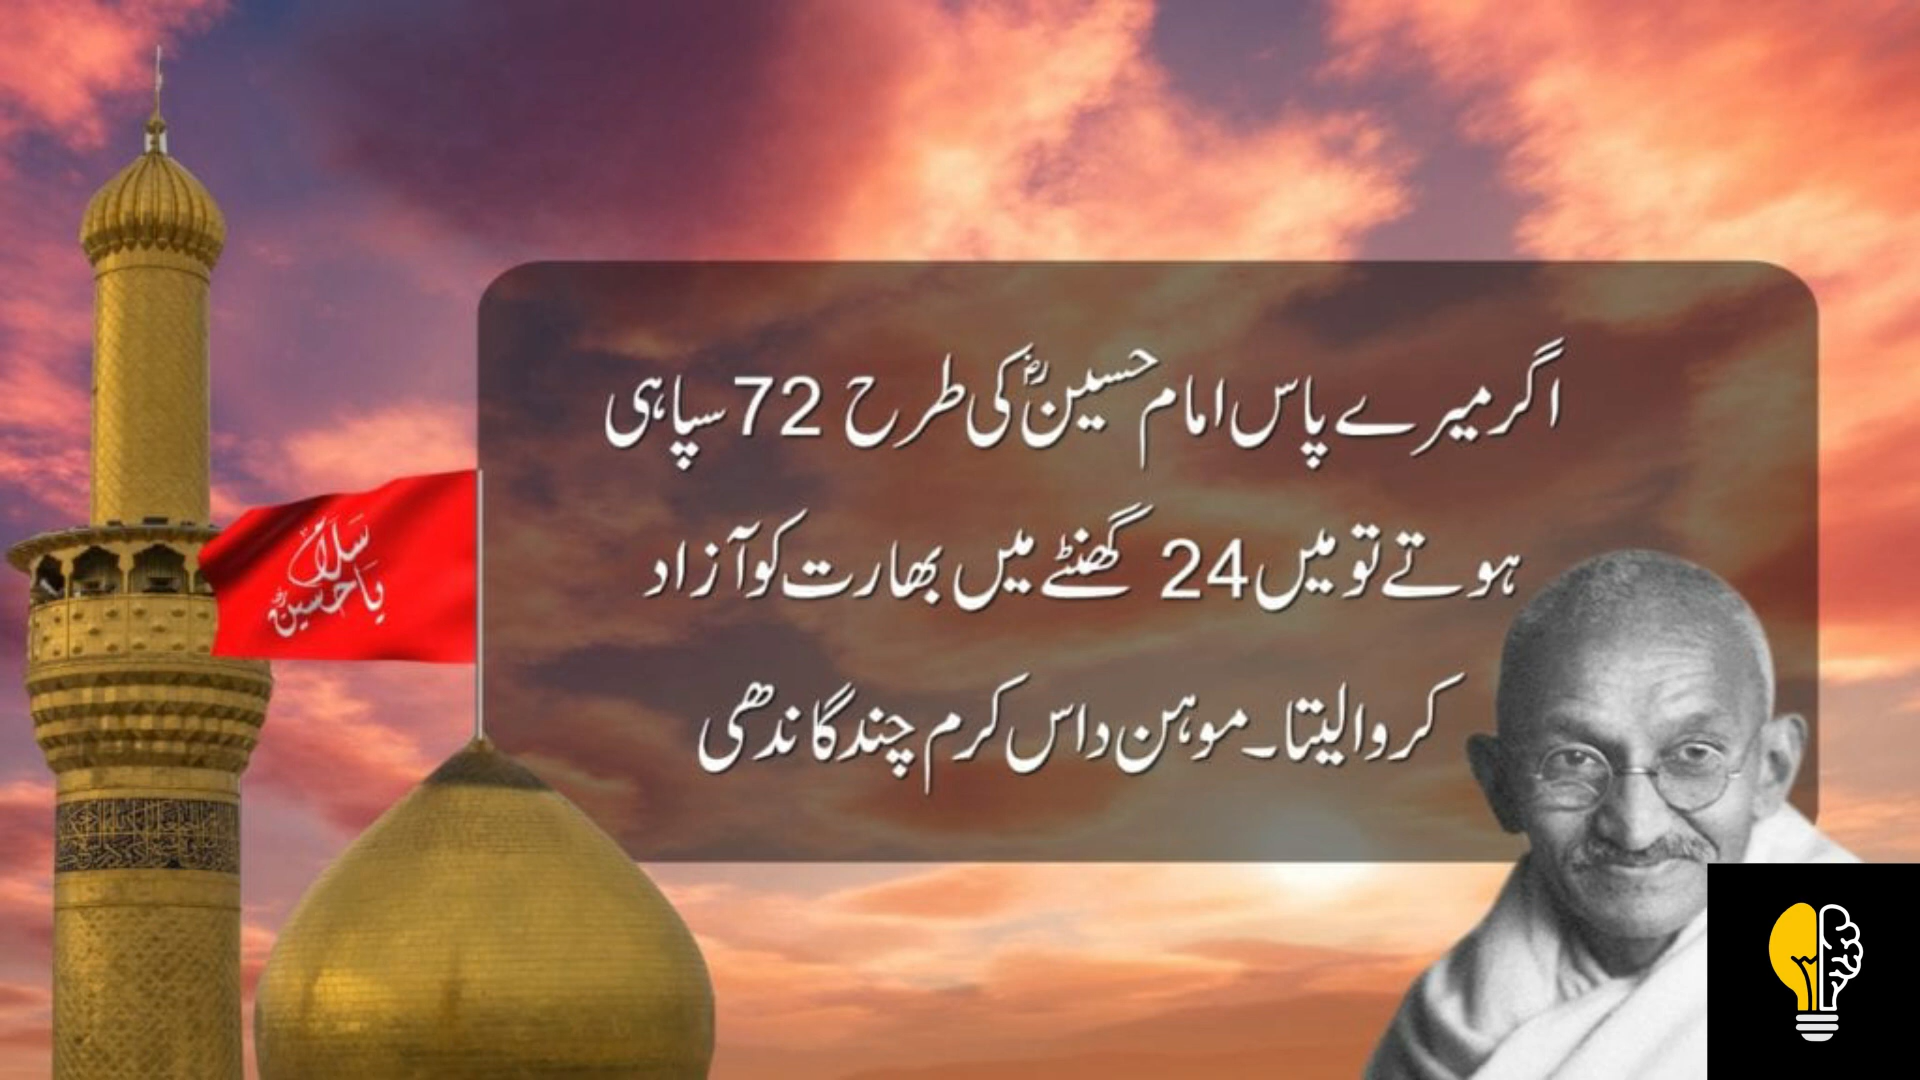 اگر میرے پاس امام حسینؓ کی طرح 72 سپاہی
ہوتے تو میں 24 گھنٹے میں بھارت کو آزاد
کروا لیتا۔ موہن داس کرم چند گاندھی
سلام
یا حسینؓ